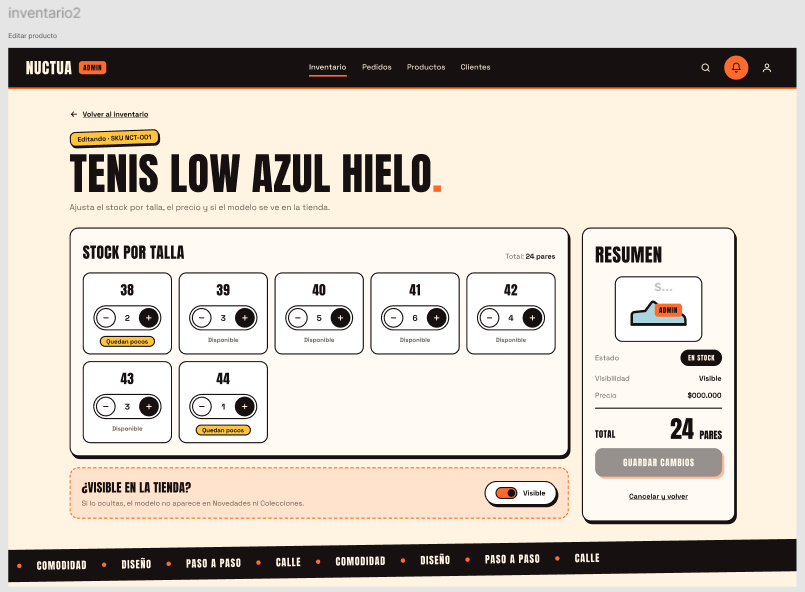 inventario2
Editar producto
NUCTUA ADMIN Inventario Pedidos Productos Clientes
← Volver al inventario
Editando · SKU NCT-001
TENIS LOW AZUL HIELO.
Ajusta el stock por talla, el precio y si el modelo se ve en la tienda.
STOCK POR TALLA
Total: 24 pares
38 39 40 41 42
− 2 + − 3 + − 5 + − 6 + − 4 +
Quedan pocos Disponible Disponible Disponible Disponible
43 44
− 3 + − 1 +
Disponible Quedan pocos
¿VISIBLE EN LA TIENDA?
Si lo ocultas, el modelo no aparece en Novedades ni Colecciones.
Visible
RESUMEN
S...
ADMIN
Estado EN STOCK
Visibilidad Visible
Precio $000.000
TOTAL 24 PARES
GUARDAR CAMBIOS
Cancelar y volver
• COMODIDAD • DISEÑO • PASO A PASO • CALLE • COMODIDAD • DISEÑO • PASO A PASO • CALLE